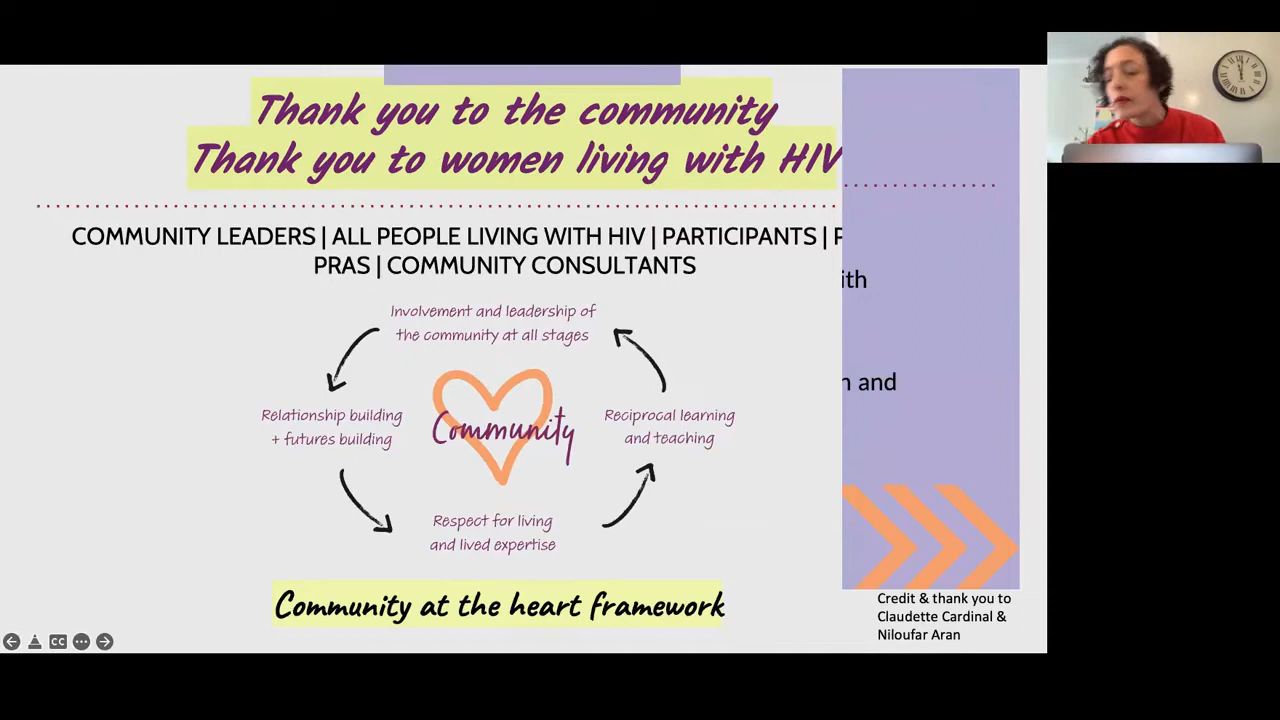 Thank you to the community
Thank you to women living with HIV
COMMUNITY LEADERS | ALL PEOPLE LIVING WITH HIV | PARTICIPANTS |
PRAS | COMMUNITY CONSULTANTS
ith
Involvement and leadership of
the community at all stages
n and
Relationship building
+ futures building
Community
Reciprocal learning
and teaching
Respect for living
and lived expertise
Community at the heart framework
Credit & thank you to
Claudette Cardinal &
Niloufar Aran
CC